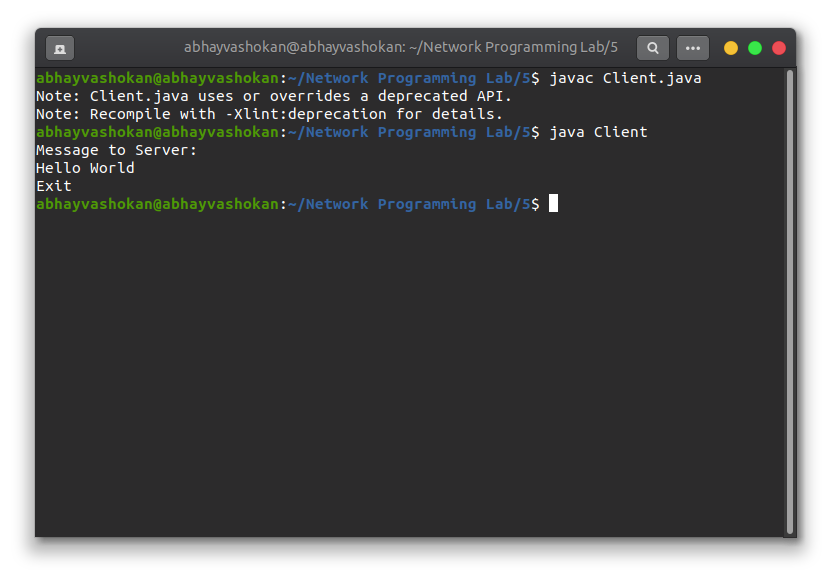 abhayvashokan@abhayvashokan: ~/Network Programming Lab/5
abhayvashokan@abhayvashokan:~/Network Programming Lab/5$ javac Client.java
Note: Client.java uses or overrides a deprecated API.
Note: Recompile with -Xlint:deprecation for details.
abhayvashokan@abhayvashokan:~/Network Programming Lab/5$ java Client
Message to Server:
Hello World
Exit
abhayvashokan@abhayvashokan:~/Network Programming Lab/5$